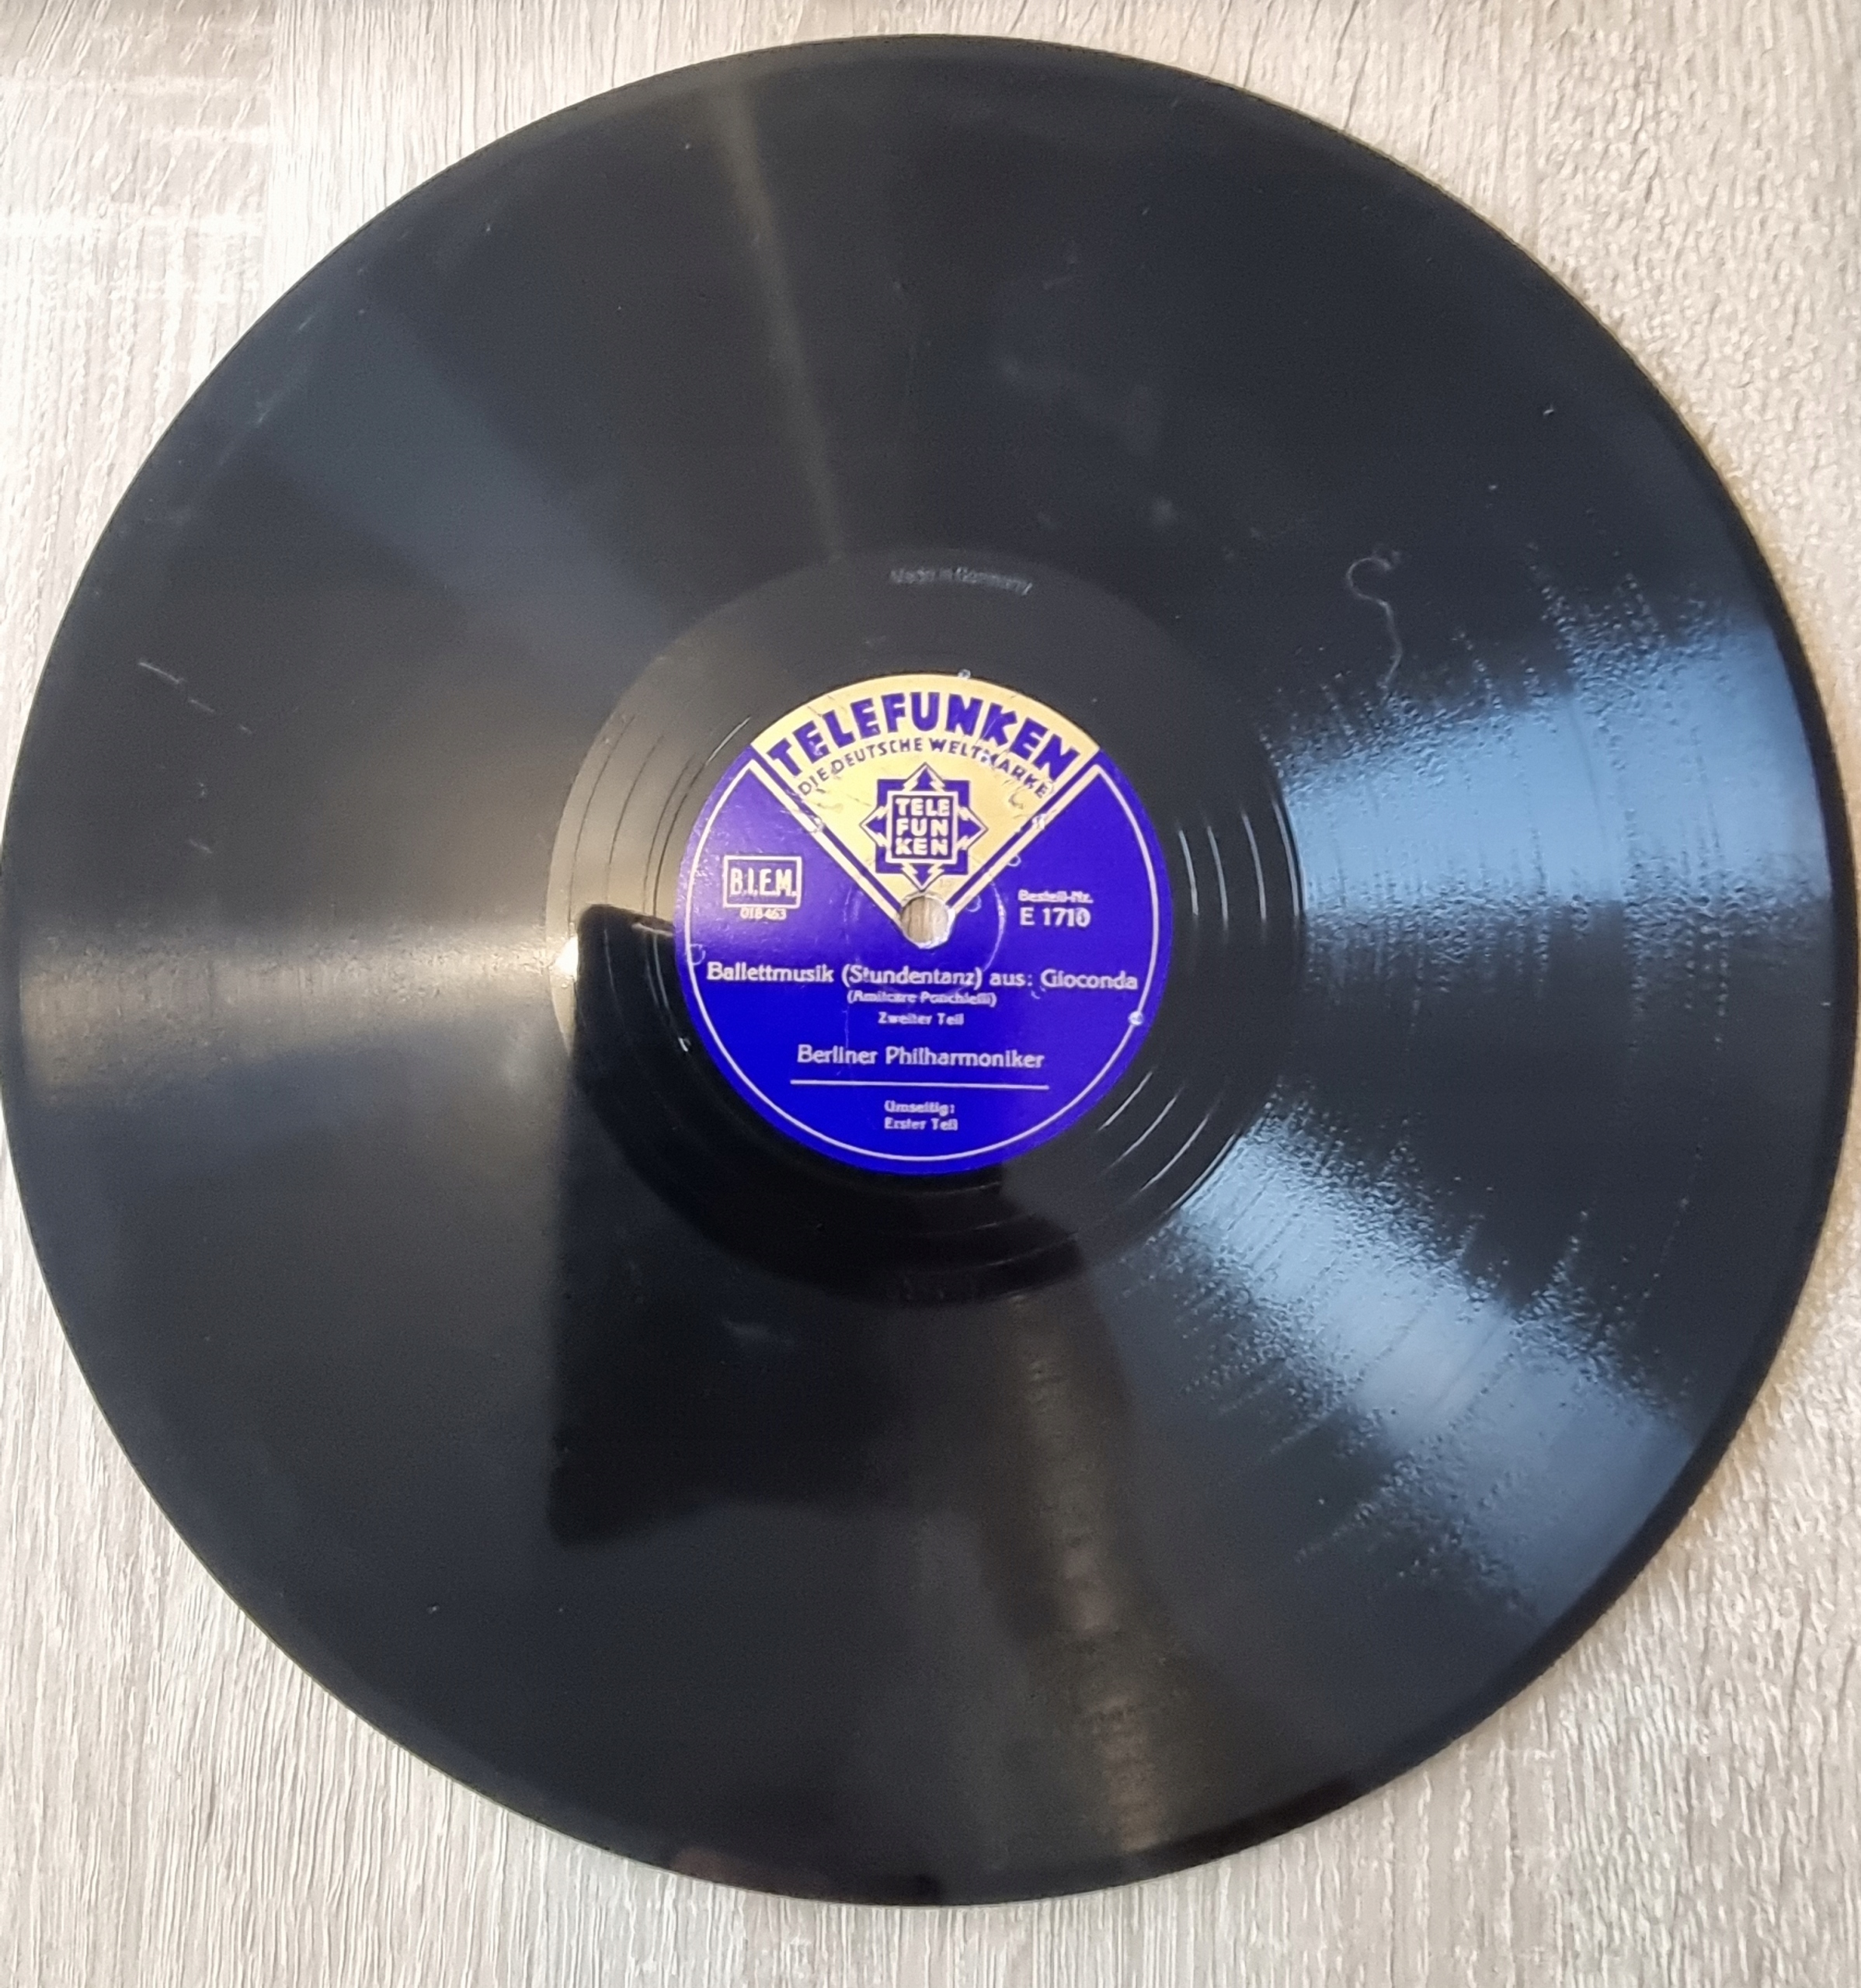 Made in Germany
TELEFUNKEN
DIE DEUTSCHE WELTMARKE
TELE
FUN
KEN
B.I.E.M.
018463
Bestell-Nr.
E 1710
Ballettmusik (Stundentanz) aus: Gioconda
(Amilcare Ponchielli)
Zweiter Teil
Berliner Philharmoniker
Umseitig:
Erster Teil